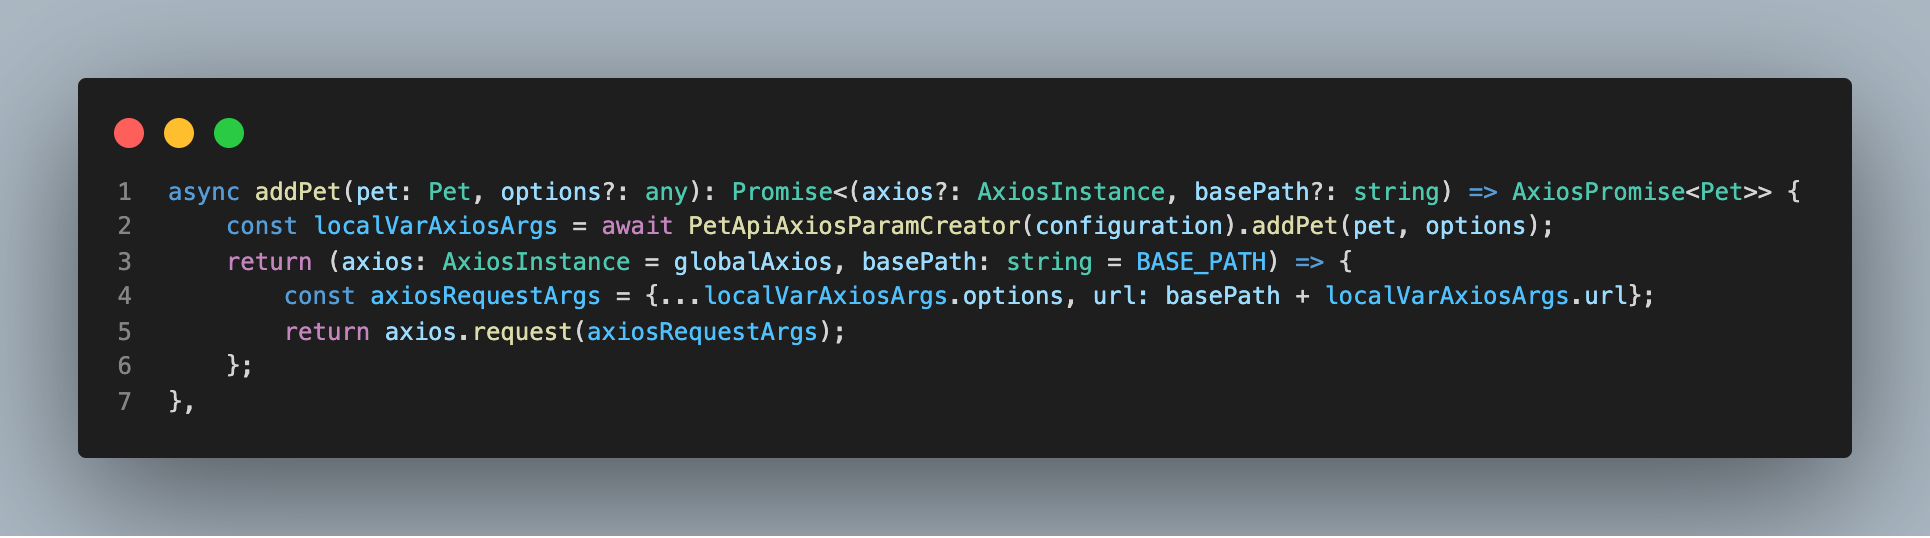 1 async addPet(pet: Pet, options?: any): Promise<(axios?: AxiosInstance, basePath?: string) => AxiosPromise<Pet>> {
2     const localVarAxiosArgs = await PetApiAxiosParamCreator(configuration).addPet(pet, options);
3     return (axios: AxiosInstance = globalAxios, basePath: string = BASE_PATH) => {
4         const axiosRequestArgs = {...localVarAxiosArgs.options, url: basePath + localVarAxiosArgs.url};
5         return axios.request(axiosRequestArgs);
6     };
7 },